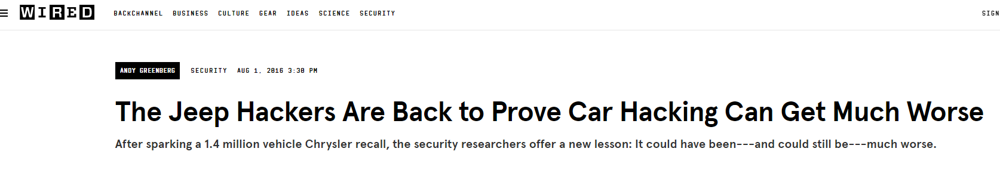 WIRED BACKCHANNEL BUSINESS CULTURE GEAR IDEAS SCIENCE SECURITY SIGN
ANDY GREENBERG SECURITY AUG 1, 2016 3:30 PM
The Jeep Hackers Are Back to Prove Car Hacking Can Get Much Worse
After sparking a 1.4 million vehicle Chrysler recall, the security researchers offer a new lesson: It could have been---and could still be---much worse.